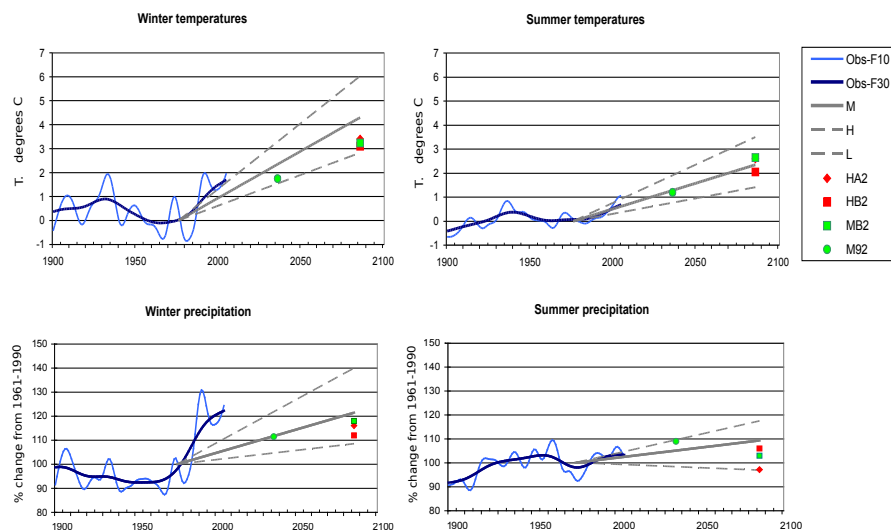 Winter temperatures
Summer temperatures
T. degrees C
7
6
5
4
3
2
1
0
-1
1900 1950 2000 2050 2100
T. degrees C
7
6
5
4
3
2
1
0
-1
1900 1950 2000 2050 2100
Obs-F10
Obs-F30
M
H
L
HA2
HB2
MB2
M92
Winter precipitation
Summer precipitation
% change from 1961-1990
150
140
130
120
110
100
90
80
1900 1950 2000 2050 2100
% change from 1961-1990
150
140
130
120
110
100
90
80
1900 1950 2000 2050 2100